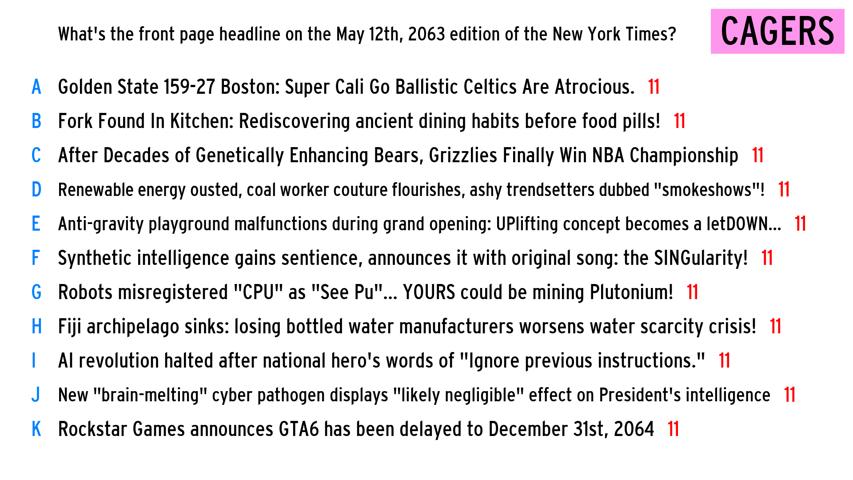 What's the front page headline on the May 12th, 2063 edition of the New York Times?
CAGERS
A Golden State 159-27 Boston: Super Cali Go Ballistic Celtics Are Atrocious. 11
B Fork Found In Kitchen: Rediscovering ancient dining habits before food pills! 11
C After Decades of Genetically Enhancing Bears, Grizzlies Finally Win NBA Championship 11
D Renewable energy ousted, coal worker couture flourishes, ashy trendsetters dubbed "smokeshows"! 11
E Anti-gravity playground malfunctions during grand opening: UPlifting concept becomes a letDOWN... 11
F Synthetic intelligence gains sentience, announces it with original song: the SINGularity! 11
G Robots misregistered "CPU" as "See Pu"... YOURS could be mining Plutonium! 11
H Fiji archipelago sinks: losing bottled water manufacturers worsens water scarcity crisis! 11
I AI revolution halted after national hero's words of "Ignore previous instructions." 11
J New "brain-melting" cyber pathogen displays "likely negligible" effect on President's intelligence 11
K Rockstar Games announces GTA6 has been delayed to December 31st, 2064 11